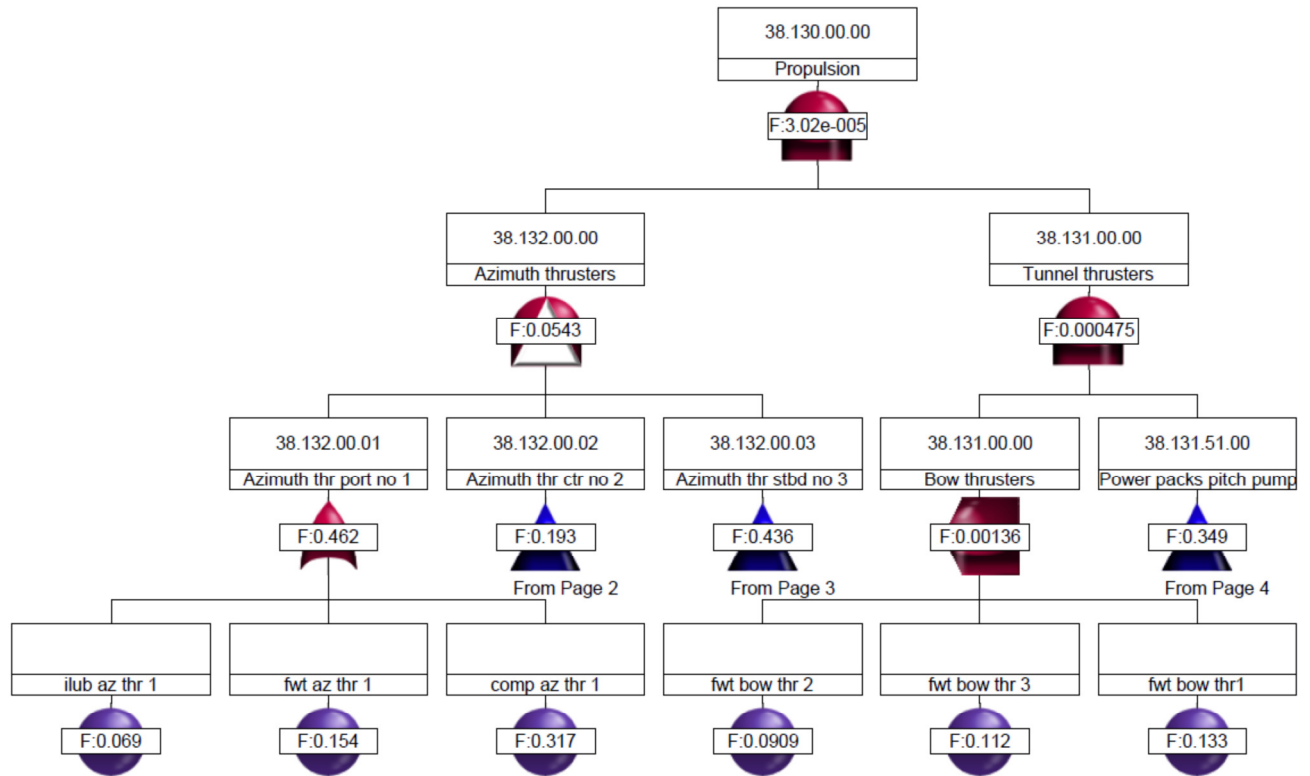 38.130.00.00
Propulsion
F:3.02e-005
38.132.00.00
Azimuth thrusters
F:0.0543
38.131.00.00
Tunnel thrusters
F:0.000475
38.132.00.01
Azimuth thr port no 1
F:0.462
38.132.00.02
Azimuth thr ctr no 2
F:0.193
From Page 2
38.132.00.03
Azimuth thr stbd no 3
F:0.436
From Page 3
38.131.00.00
Bow thrusters
F:0.00136
38.131.51.00
Power packs pitch pump
F:0.349
From Page 4
ilub az thr 1
F:0.069
fwt az thr 1
F:0.154
comp az thr 1
F:0.317
fwt bow thr 2
F:0.0909
fwt bow thr 3
F:0.112
fwt bow thr1
F:0.133